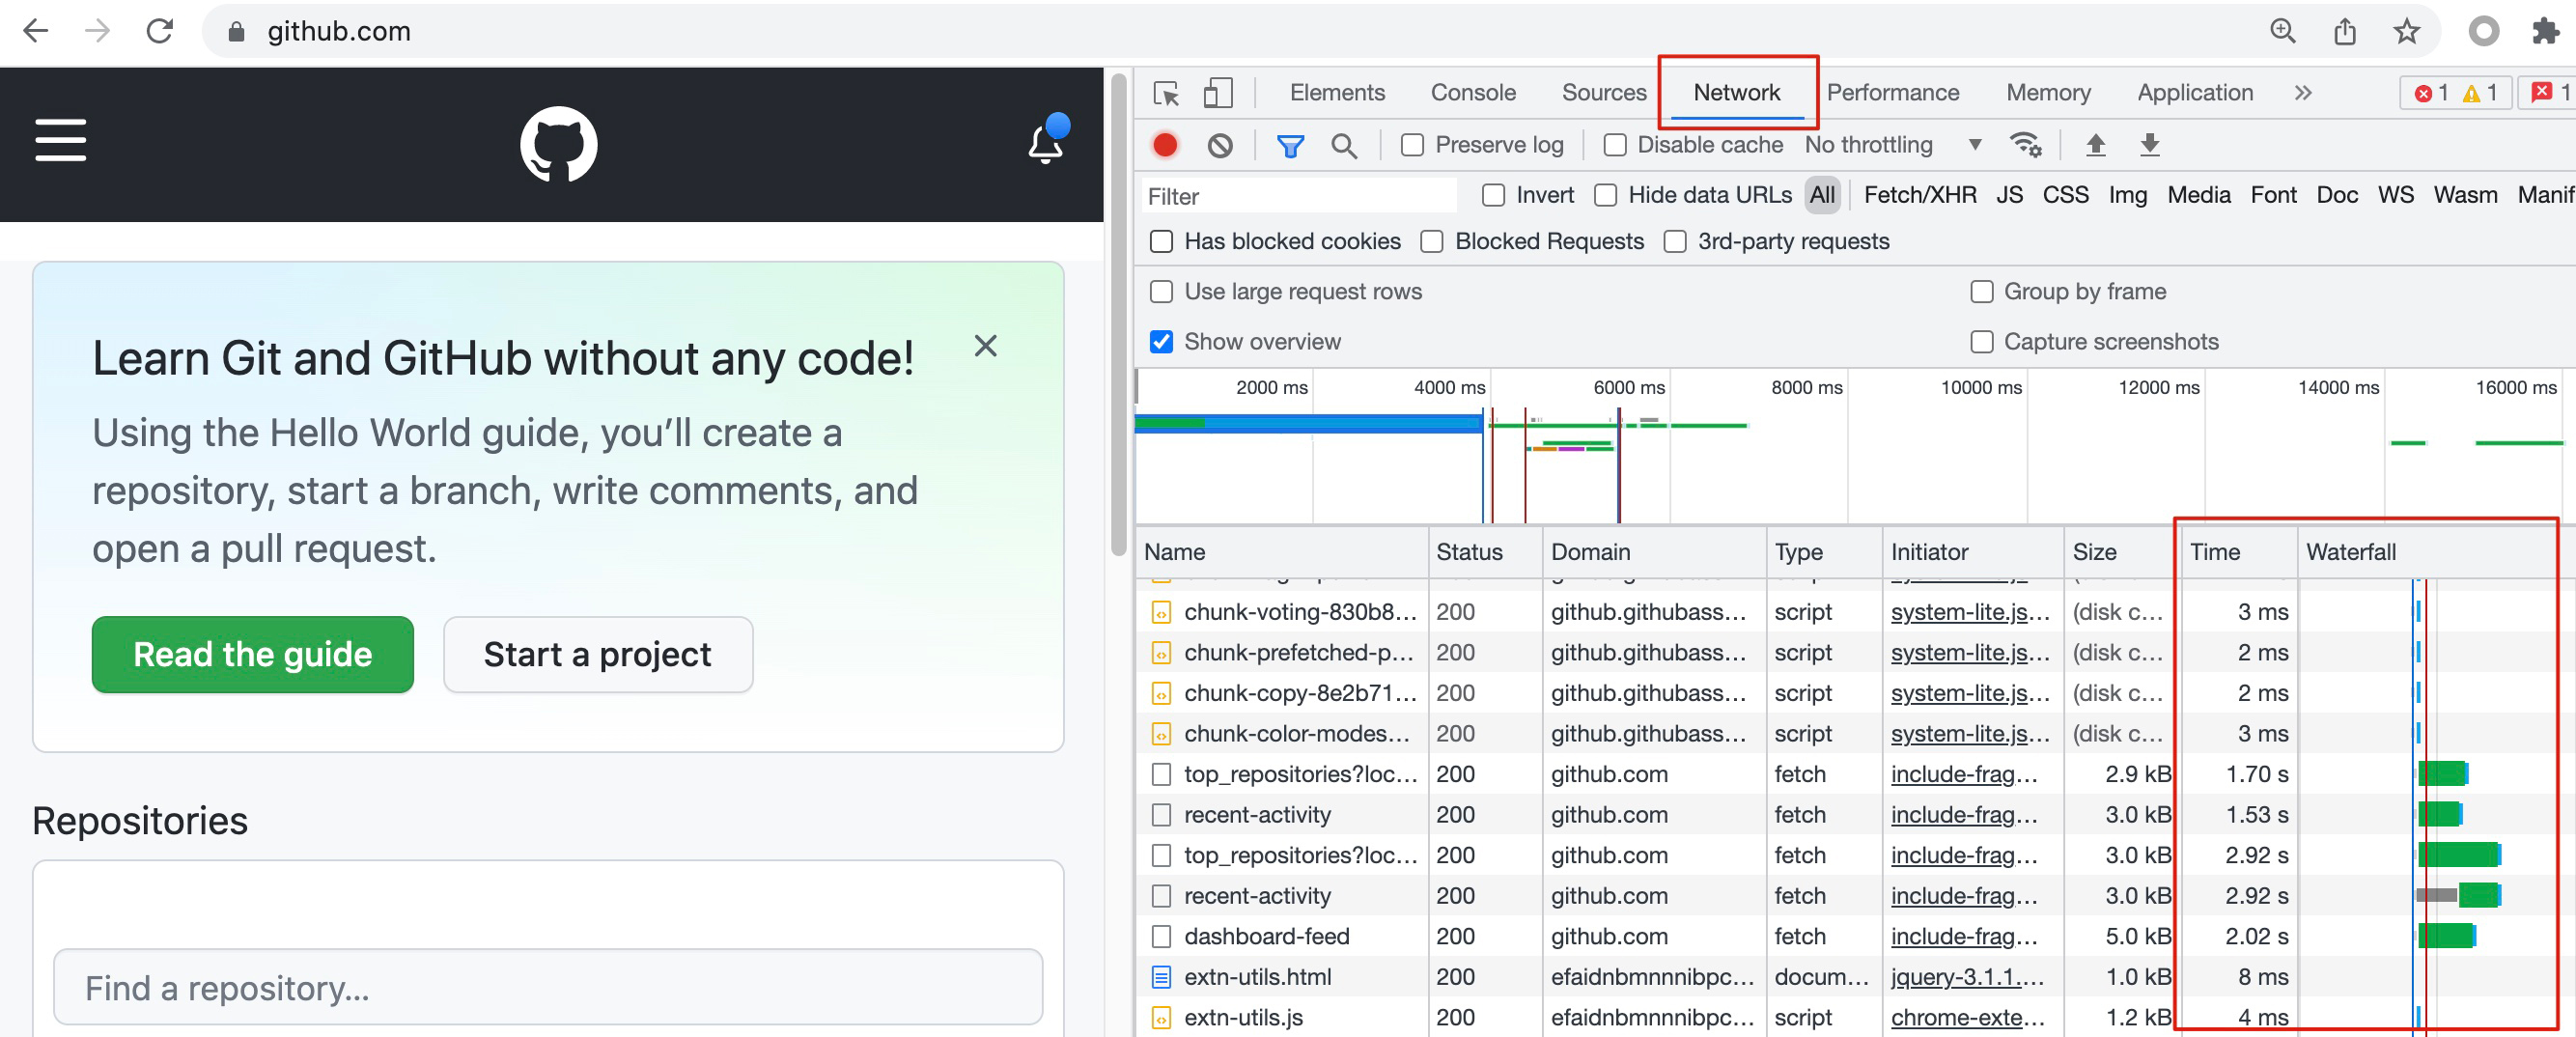 github.com
Elements Console Sources Network Performance Memory Application » 1 1 1
Preserve log Disable cache No throttling
Filter Invert Hide data URLs All Fetch/XHR JS CSS Img Media Font Doc WS Wasm Manif
Has blocked cookies Blocked Requests 3rd-party requests
Use large request rows Group by frame
Show overview Capture screenshots
2000 ms 4000 ms 6000 ms 8000 ms 10000 ms 12000 ms 14000 ms 16000 ms
Name Status Domain Type Initiator Size Time Waterfall
chunk-voting-830b8... 200 github.githubass... script system-lite.js... (disk c... 3 ms
chunk-prefetched-p... 200 github.githubass... script system-lite.js... (disk c... 2 ms
chunk-copy-8e2b71... 200 github.githubass... script system-lite.js... (disk c... 2 ms
chunk-color-modes... 200 github.githubass... script system-lite.js... (disk c... 3 ms
top_repositories?loc... 200 github.com fetch include-frag... 2.9 kB 1.70 s
recent-activity 200 github.com fetch include-frag... 3.0 kB 1.53 s
top_repositories?loc... 200 github.com fetch include-frag... 3.0 kB 2.92 s
recent-activity 200 github.com fetch include-frag... 3.0 kB 2.92 s
dashboard-feed 200 github.com fetch include-frag... 5.0 kB 2.02 s
extn-utils.html 200 efaidnbmnnnibpc... docum... jquery-3.1.1.... 1.0 kB 8 ms
extn-utils.js 200 efaidnbmnnnibpc... script chrome-exte... 1.2 kB 4 ms
Learn Git and GitHub without any code!
Using the Hello World guide, you’ll create a
repository, start a branch, write comments, and
open a pull request.
Read the guide Start a project
Repositories
Find a repository...